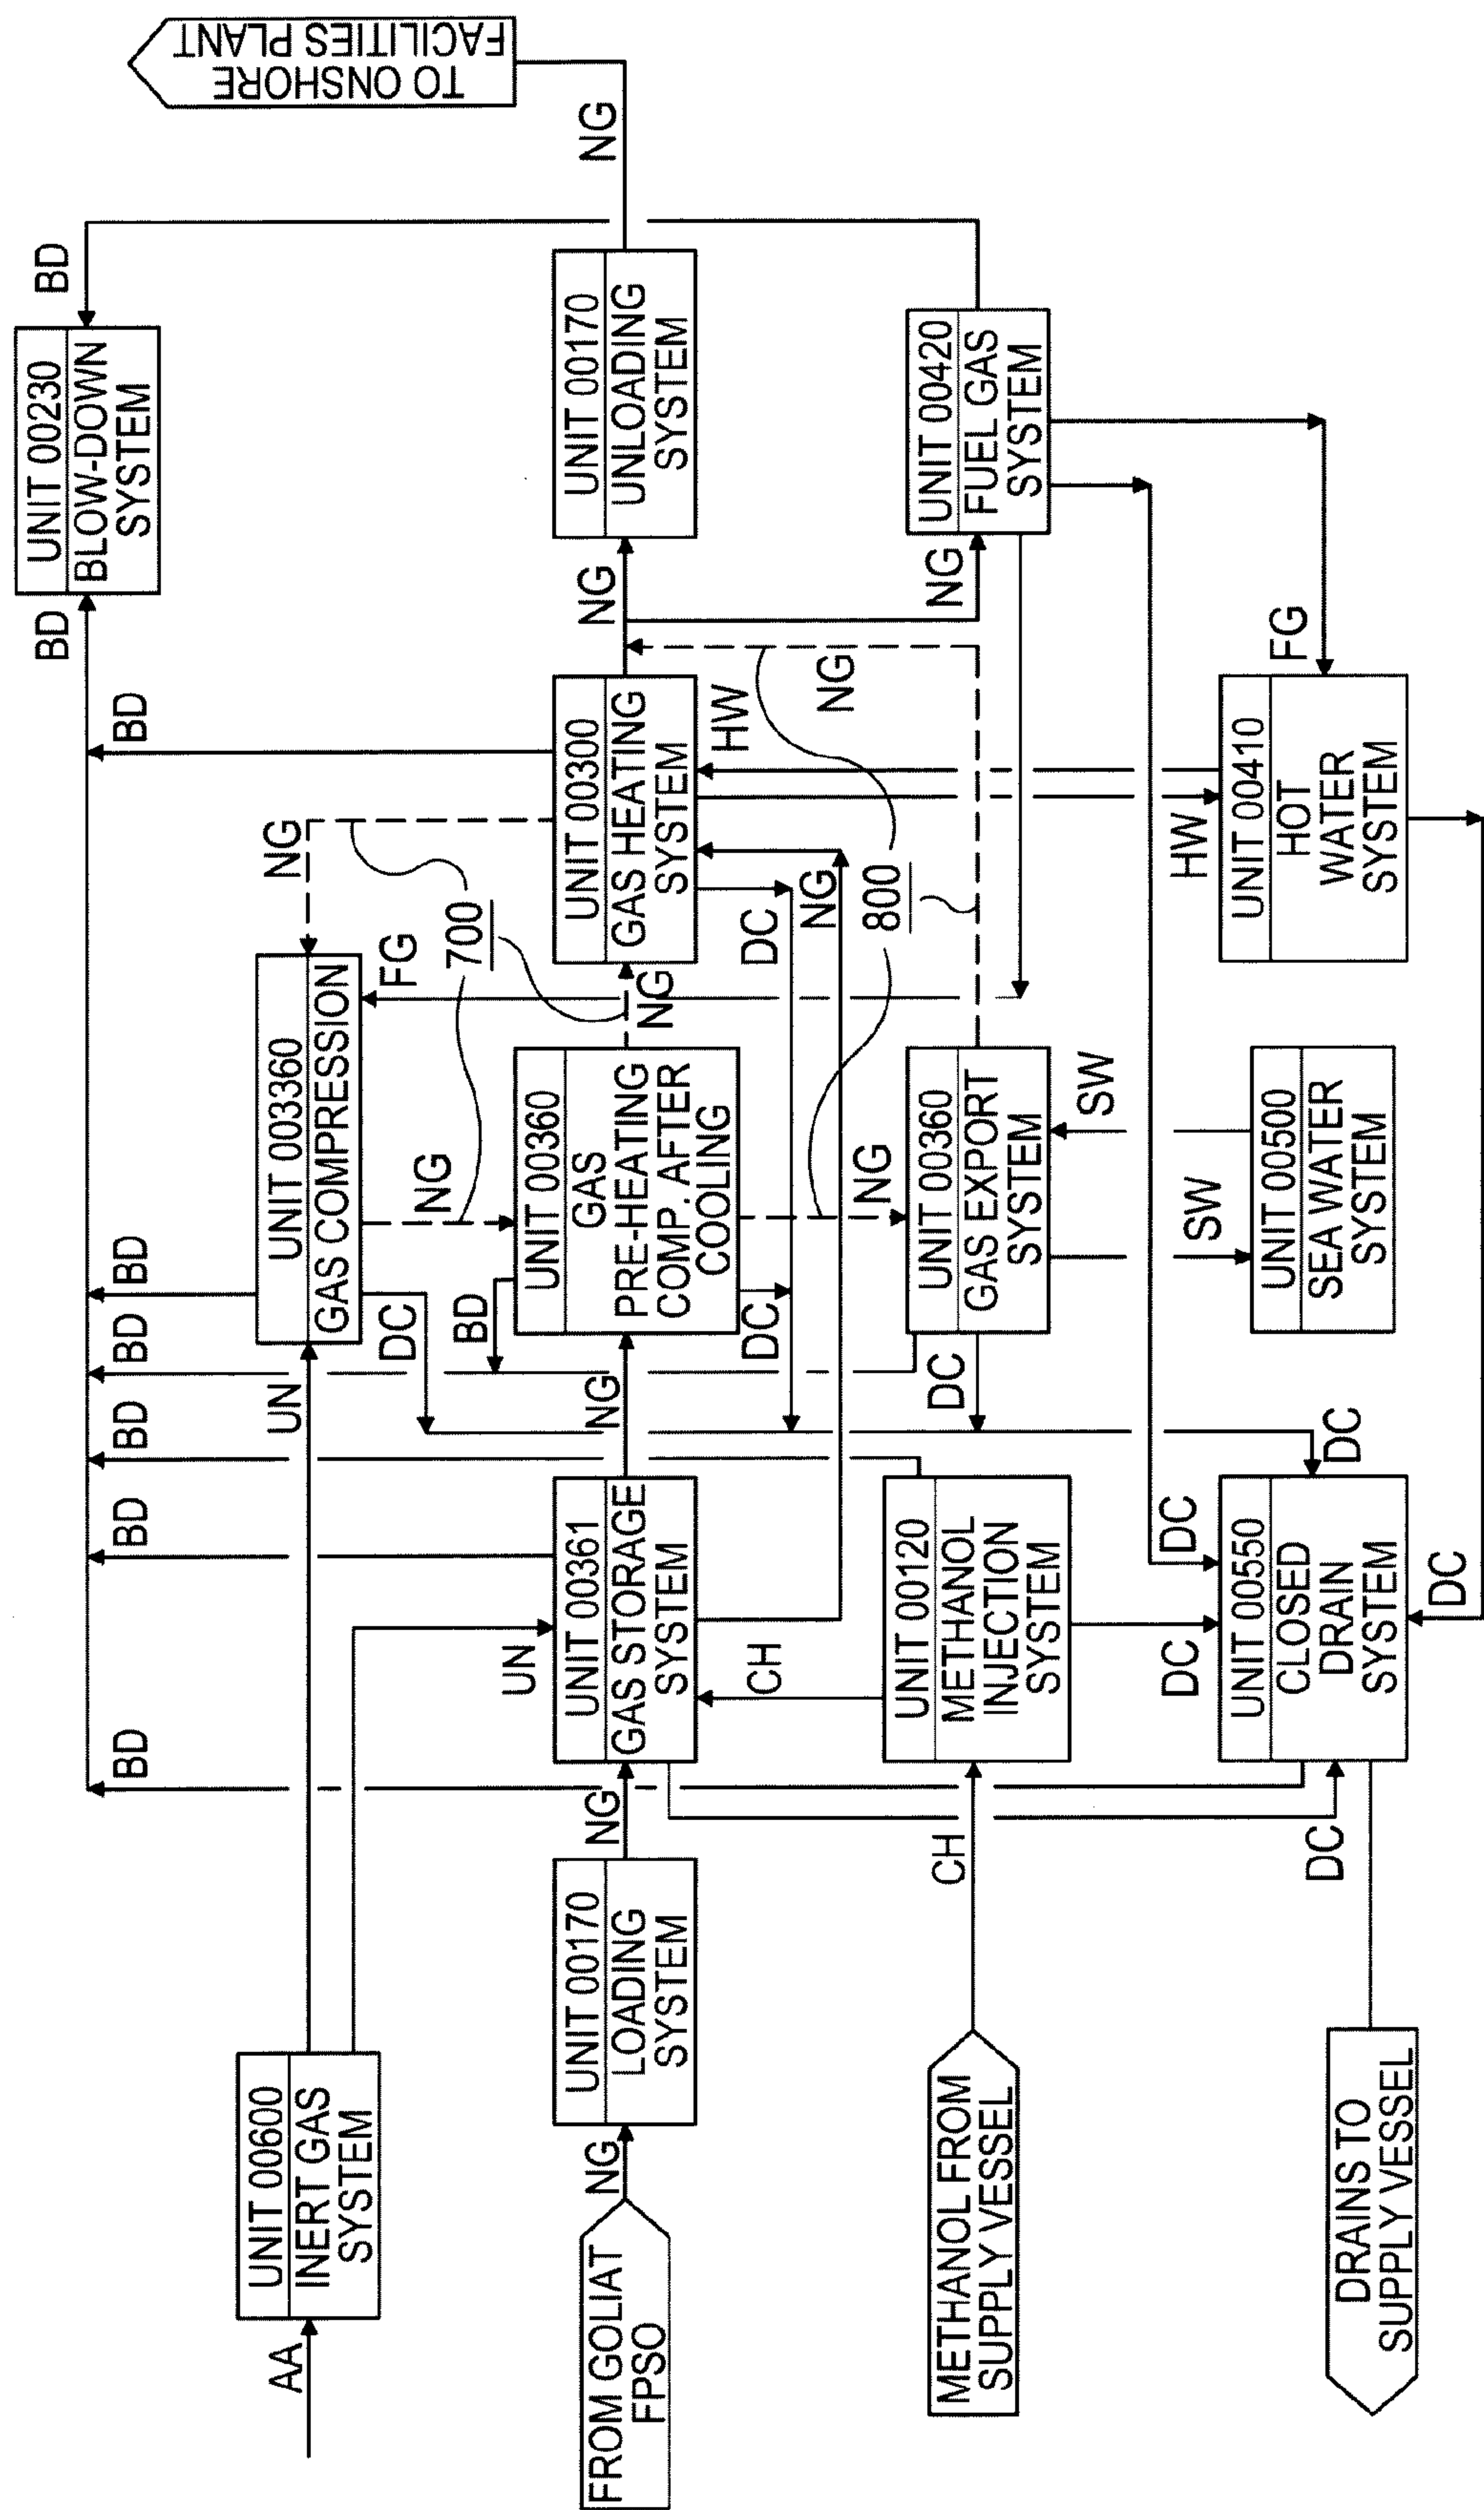 TO ONSHORE
FACILITIES PLANT
NG
BD
UNIT 00230
BLOW-DOWN
SYSTEM
BD
UNIT 00170
UNLOADING
SYSTEM
UNIT 00420
FUEL GAS
SYSTEM
NG
NG
FG
BD
NG
UNIT 00300
GAS HEATING
SYSTEM
HW
NG
HW
UNIT 00410
HOT
WATER
SYSTEM
FG
700
NG
DC
NG
800
UNIT 003360
GAS COMPRESSION
NG
UNIT 00360
GAS
PRE-HEATING
COMP. AFTER
COOLING
NG
UNIT 00360
GAS EXPORT
SYSTEM
SW
SW
UNIT 00500
SEA WATER
SYSTEM
BD
BD
BD
BD
BD
UN
DC
BD
NG
DC
DC
DC
UNIT 00361
GAS STORAGE
SYSTEM
UN
CH
UNIT 00120
METHANOL
INJECTION
SYSTEM
DC
DC
UNIT 00550
CLOSED
DRAIN
SYSTEM
DC
NG
CH
DC
UNIT 00170
LOADING
SYSTEM
UNIT 00600
INERT GAS
SYSTEM
AA
NG
FROM GOLIAT
FPSO
METHANOL FROM
SUPPLY VESSEL
DRAINS TO
SUPPLY VESSEL